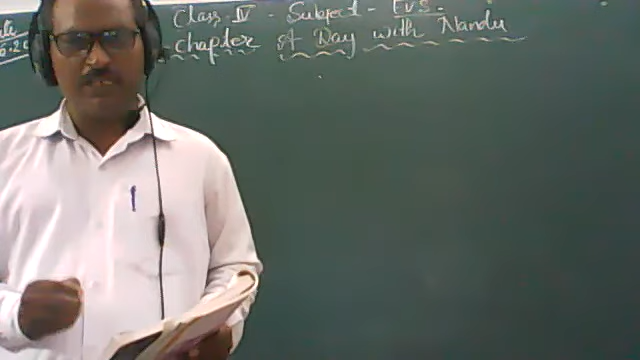 Class - IV - Subject - EVS.
chapter A Day with Nandu